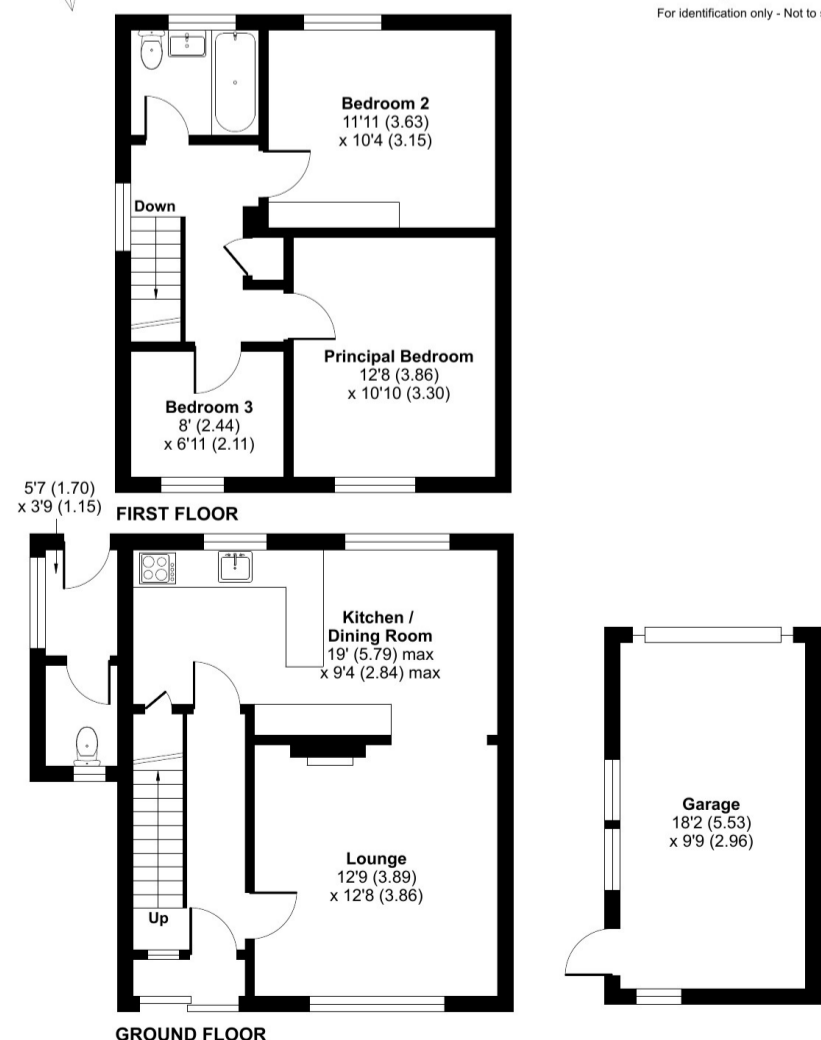 For identification only - Not to
Bedroom 2
11'11 (3.63)
x 10'4 (3.15)
Down
Principal Bedroom
12'8 (3.86)
x 10'10 (3.30)
Bedroom 3
8' (2.44)
x 6'11 (2.11)
5'7 (1.70)
x 3'9 (1.15)
FIRST FLOOR
Kitchen /
Dining Room
19' (5.79) max
x 9'4 (2.84) max
Garage
18'2 (5.53)
x 9'9 (2.96)
Lounge
12'9 (3.89)
x 12'8 (3.86)
Up
GROUND FLOOR